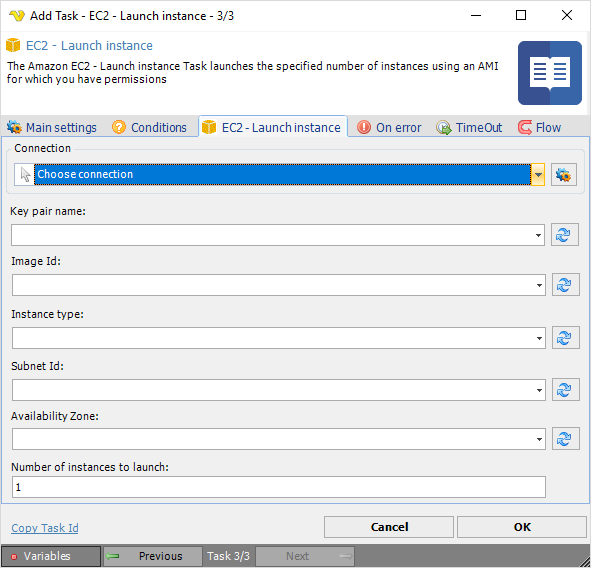 Add Task - EC2 - Launch instance - 3/3
EC2 - Launch instance
The Amazon EC2 - Launch instance Task launches the specified number of instances using an AMI
for which you have permissions
Main settings
Conditions
EC2 - Launch instance
On error
TimeOut
Flow
Connection
Choose connection
Key pair name:
Image Id:
Instance type:
Subnet Id:
Availability Zone:
Number of instances to launch:
1
Copy Task Id
Cancel
OK
Variables
Previous
Task 3/3
Next